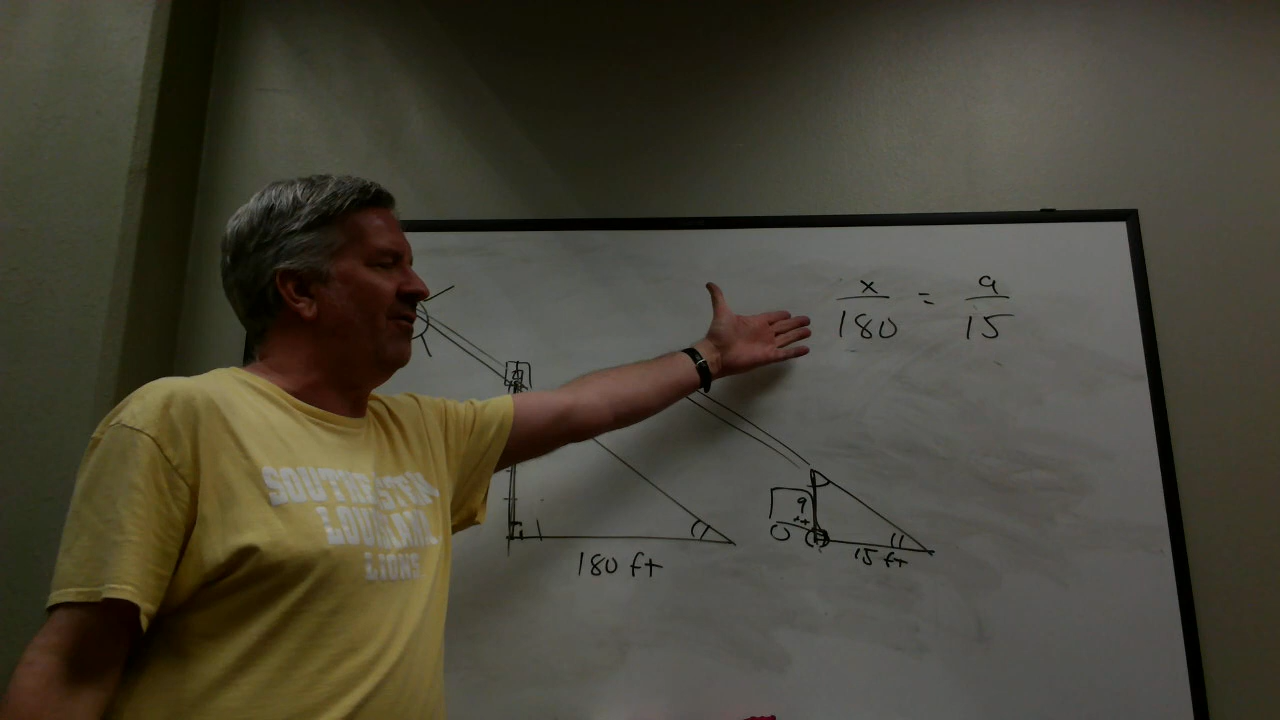 x
180
=
9
15
180 ft
9
ft
15 ft
SOUTHEASTERN
LOUISIANA
LIONS